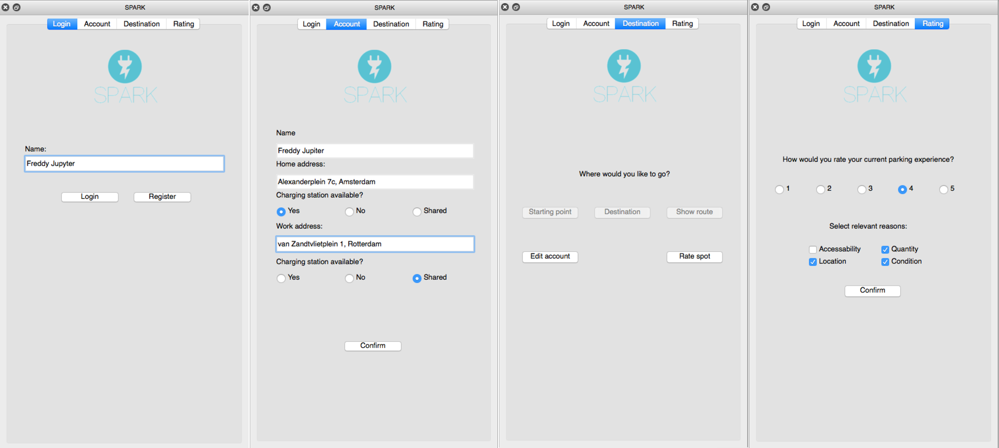 SPARK
Login Account Destination Rating
SPARK
Name:
Freddy Jupyter
Login Register
SPARK
Login Account Destination Rating
SPARK
Name
Freddy Jupiter
Home address:
Alexanderplein 7c, Amsterdam
Charging station available?
Yes No Shared
Work address:
van Zandtvlietplein 1, Rotterdam
Charging station available?
Yes No Shared
Confirm
SPARK
Login Account Destination Rating
SPARK
Where would you like to go?
Starting point Destination Show route
Edit account Rate spot
SPARK
Login Account Destination Rating
SPARK
How would you rate your current parking experience?
1 2 3 4 5
Select relevant reasons:
Accessability Quantity
Location Condition
Confirm